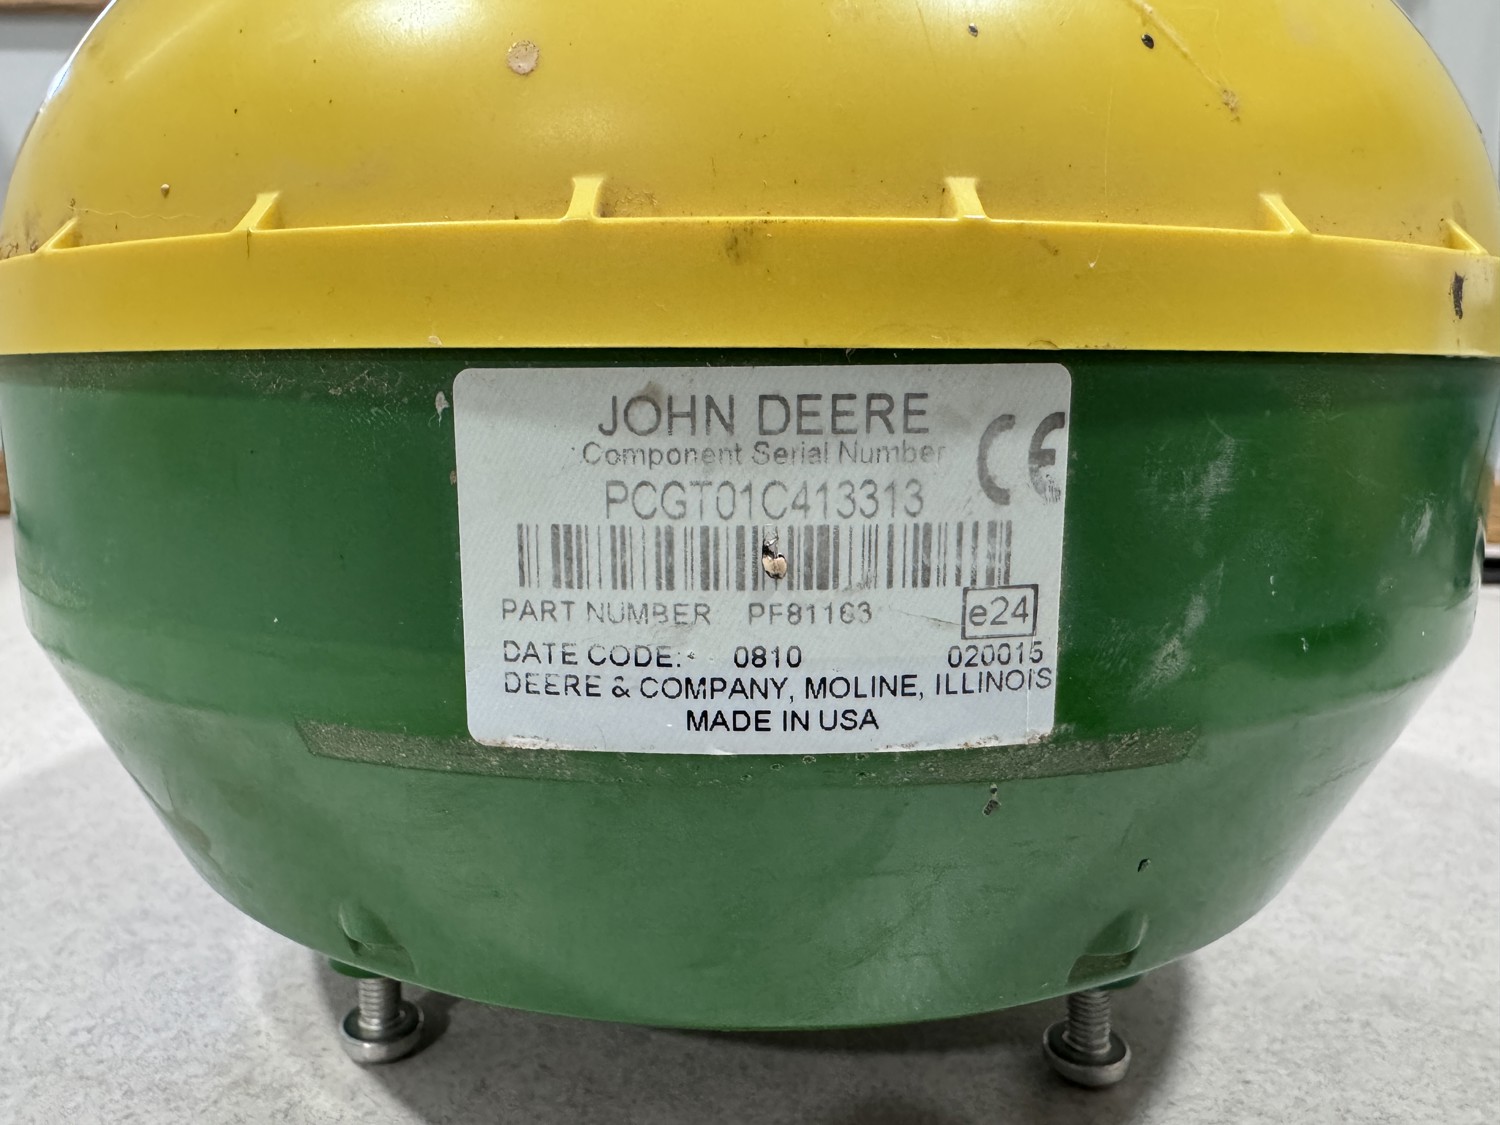 JOHN DEERE
Component Serial Number
CE
PCGT01C413313
PART NUMBER PF81163
e24
DATE CODE: 0810 020015
DEERE & COMPANY, MOLINE, ILLINOIS
MADE IN USA